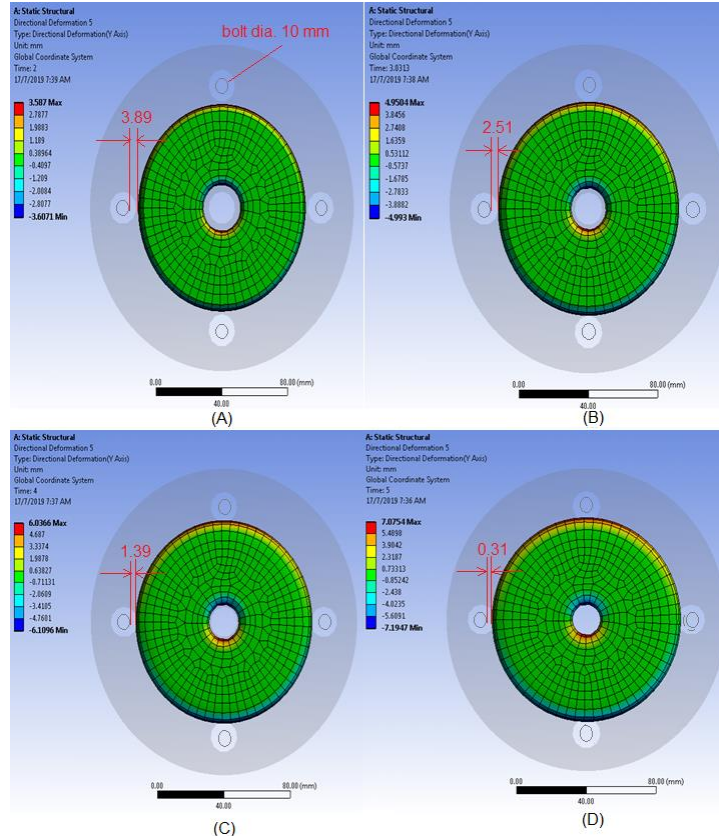 A: Static Structural
Directional Deformation 5
Type: Directional Deformation(Y Axis)
Unit: mm
Global Coordinate System
Time: 2
17/7/2019 7:39 AM
bolt dia. 10 mm
3.587 Max
2.7877
1.9883
1.189
0.38964
-0.4097
-1.209
-2.0084
-2.8077
-3.6071 Min
3.89
0.00
80.00 (mm)
40.00
(A)
A: Static Structural
Directional Deformation 5
Type: Directional Deformation(Y Axis)
Unit: mm
Global Coordinate System
Time: 3.0313
17/7/2019 7:38 AM
4.9504 Max
3.8456
2.7408
1.6359
0.53112
-0.5737
-1.6785
-2.7833
-3.8882
-4.993 Min
2.51
0.00
80.00 (mm)
40.00
(B)
A: Static Structural
Directional Deformation 5
Type: Directional Deformation(Y Axis)
Unit: mm
Global Coordinate System
Time: 4
17/7/2019 7:37 AM
6.0366 Max
4.687
3.3374
1.9878
0.63827
-0.71131
-2.0609
-3.4105
-4.7601
-6.1096 Min
1.39
0.00
80.00 (mm)
40.00
(C)
A: Static Structural
Directional Deformation 5
Type: Directional Deformation(Y Axis)
Unit: mm
Global Coordinate System
Time: 5
17/7/2019 7:36 AM
7.0754 Max
5.4898
3.9042
2.3187
0.73313
-0.85242
-2.438
-4.0235
-5.6091
-7.1947 Min
0.31
0.00
80.00 (mm)
40.00
(D)